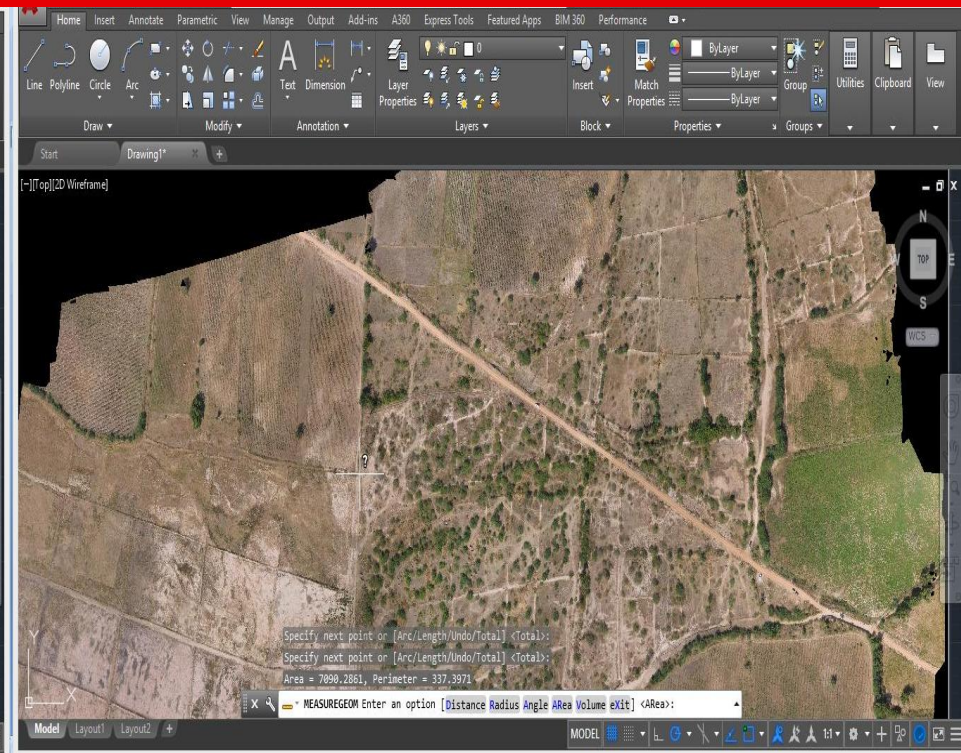 Home Insert Annotate Parametric View Manage Output Add-ins A360 Express Tools Featured Apps BIM 360 Performance
0
ByLayer
ByLayer
ByLayer
Line Polyline Circle Arc Text Dimension Layer Properties Insert Match Properties Group Utilities Clipboard View
Draw Modify Annotation Layers Block Properties Groups
Start Drawing1* +
[−][Top][2D Wireframe]
N
TOP
E
S
WCS
?
Y
X
Specify next point or [Arc/Length/Undo/Total] <Total>:
Specify next point or [Arc/Length/Undo/Total] <Total>:
Area = 7090.2861, Perimeter = 337.3971
MEASUREGEOM Enter an option [Distance Radius Angle ARea Volume eXit] <ARea>:
Model Layout1 Layout2 +
MODEL 1:1